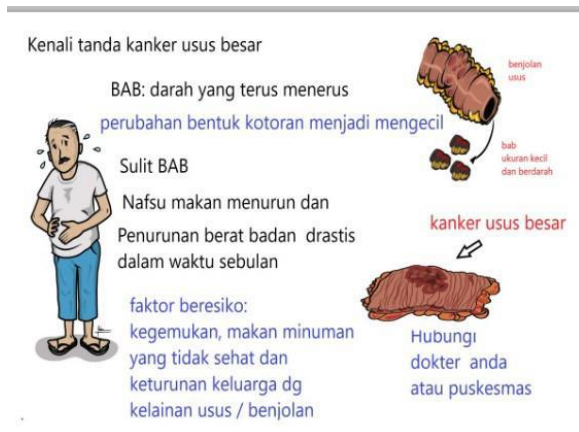 Kenali tanda kanker usus besar
BAB: darah yang terus menerus
perubahan bentuk kotoran menjadi mengecil
Sulit BAB
Nafsu makan menurun dan
Penurunan berat badan drastis
dalam waktu sebulan
faktor beresiko:
kegemukan, makan minuman
yang tidak sehat dan
keturunan keluarga dg
kelainan usus / benjolan
benjolan
usus
bab
ukuran kecil
dan berdarah
kanker usus besar
Hubungi
dokter anda
atau puskesmas